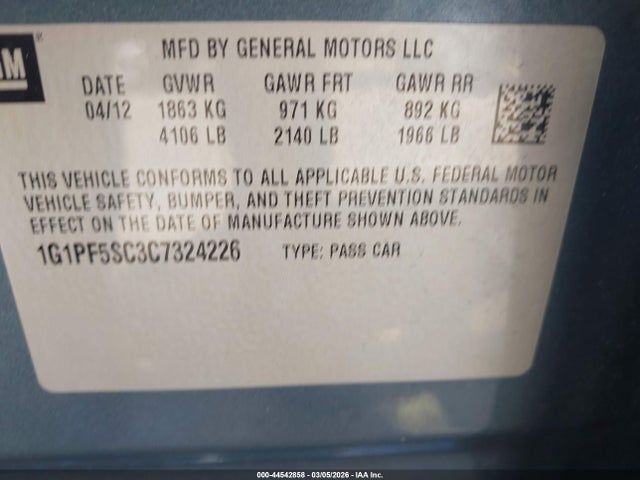 GM
MFD BY GENERAL MOTORS LLC
DATE GVWR GAWR FRT GAWR RR
04/12 1863 KG 971 KG 892 KG
4106 LB 2140 LB 1966 LB
THIS VEHICLE CONFORMS TO ALL APPLICABLE U.S. FEDERAL MOTOR
VEHICLE SAFETY, BUMPER, AND THEFT PREVENTION STANDARDS IN
EFFECT ON THE DATE OF MANUFACTURE SHOWN ABOVE.
1G1PF5SC3C7324226 TYPE: PASS CAR
000-44542858 - 03/05/2026 - IAA Inc.